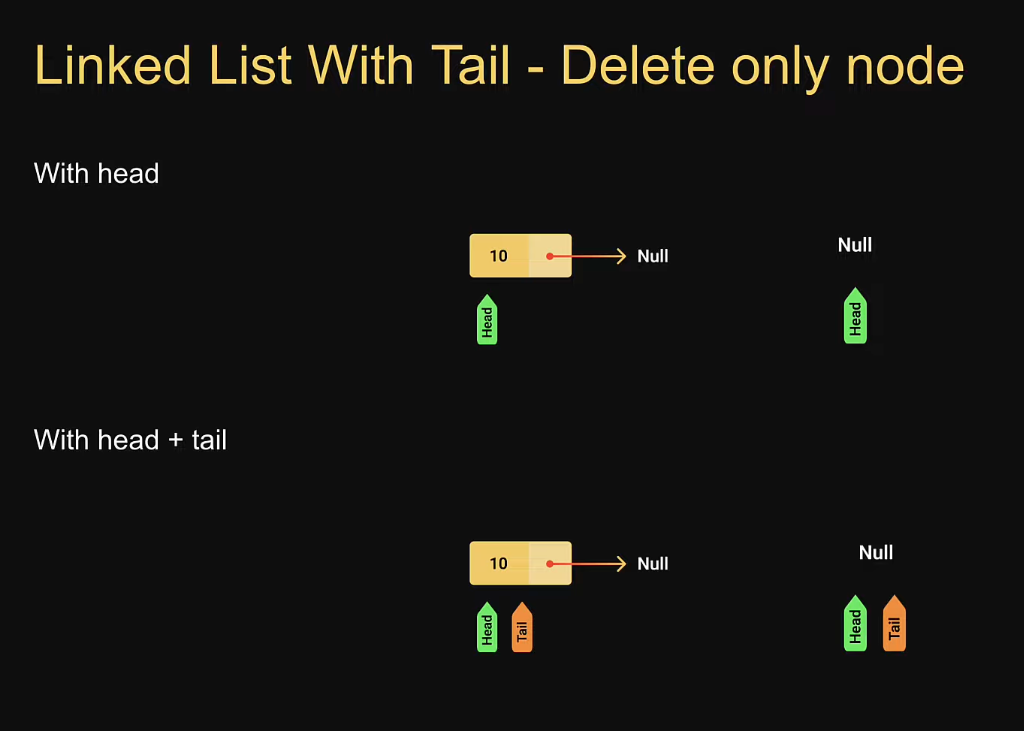 Linked List With Tail - Delete only node
With head
10 Null Null
Head Head
With head + tail
10 Null Null
Head Tail Head Tail